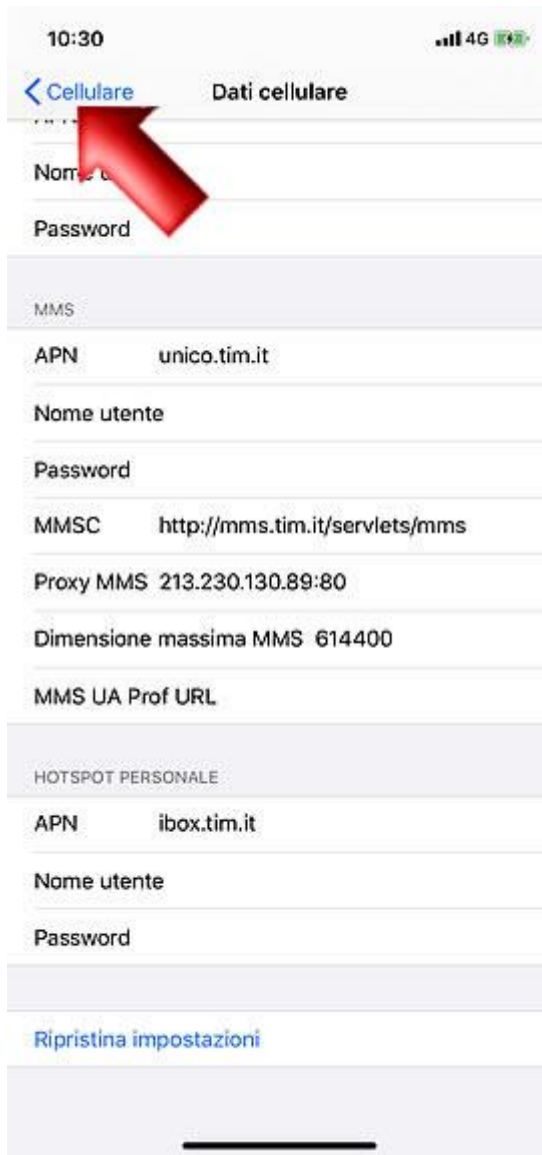 10:30 4G
Cellulare Dati cellulare
Password
MMS
APN unico.tim.it
Nome utente
Password
MMSC http://mms.tim.it/servlets/mms
Proxy MMS 213.230.130.89:80
Dimensione massima MMS 614400
MMS UA Prof URL
HOTSPOT PERSONALE
APN ibox.tim.it
Nome utente
Password
Ripristina impostazioni